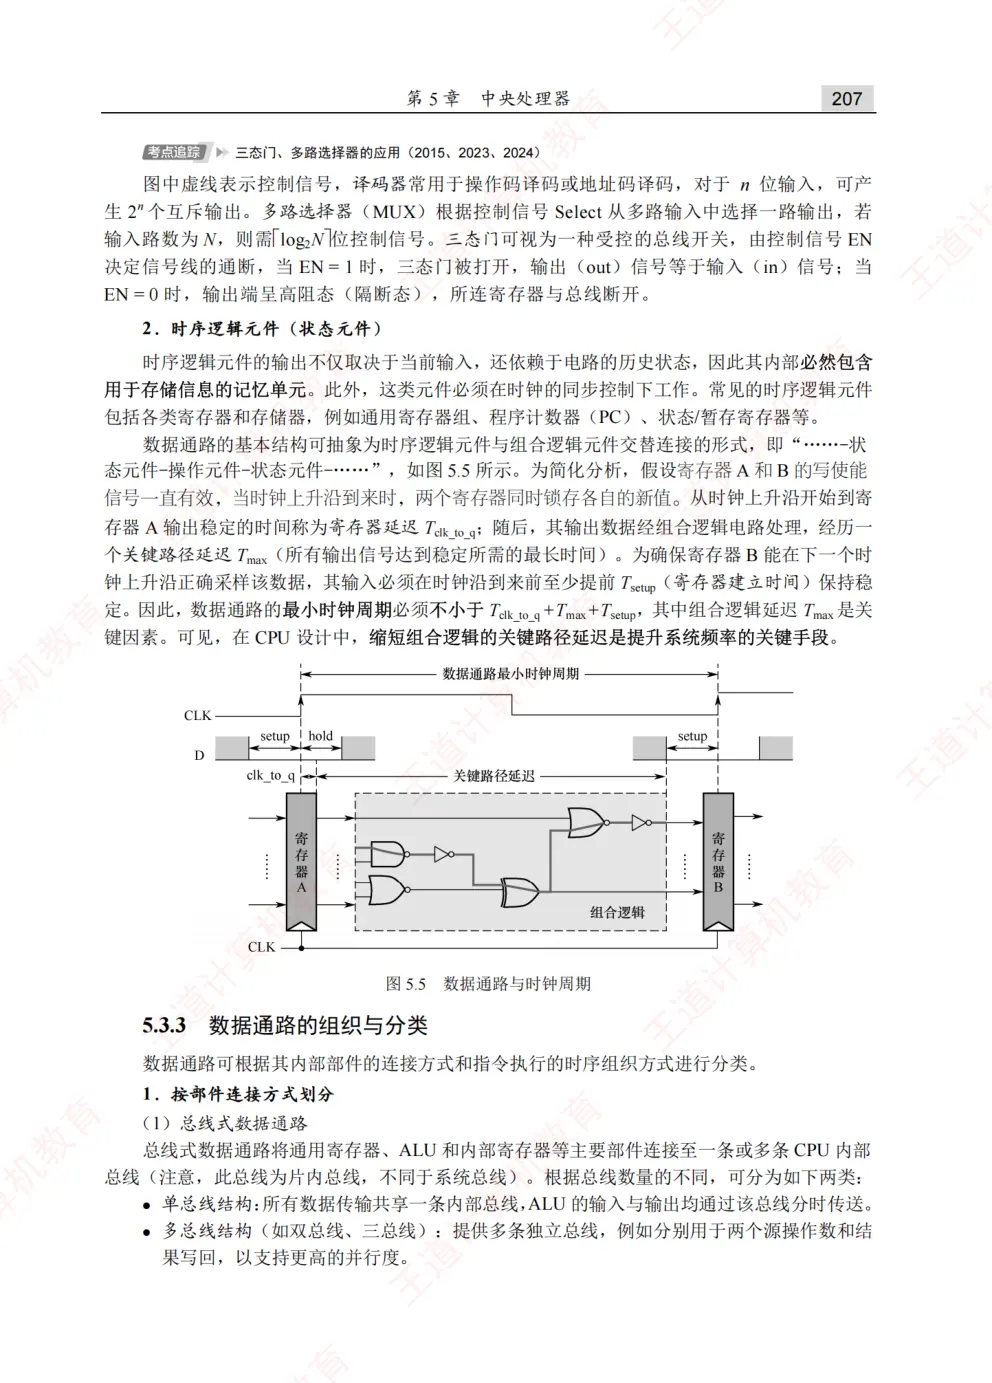 第 5 章　中央处理器　207
考点追踪　三态门、多路选择器的应用（2015、2023、2024）
图中虚线表示控制信号，译码器常用于操作码译码或地址码译码，对于 n 位输入，可产
生 2ⁿ 个互斥输出。多路选择器（MUX）根据控制信号 Select 从多路输入中选择一路输出，若
输入路数为 N，则需⌈log₂N⌉位控制信号。三态门可视为一种受控的总线开关，由控制信号 EN
决定信号线的通断，当 EN = 1 时，三态门被打开，输出（out）信号等于输入（in）信号；当
EN = 0 时，输出端呈高阻态（隔断态），所连寄存器与总线断开。
2．时序逻辑元件（状态元件）
时序逻辑元件的输出不仅取决于当前输入，还依赖于电路的历史状态，因此其内部必然包含
用于存储信息的记忆单元。此外，这类元件必须在时钟的同步控制下工作。常见的时序逻辑元件
包括各类寄存器和存储器，例如通用寄存器组、程序计数器（PC）、状态/暂存寄存器等。
数据通路的基本结构可抽象为时序逻辑元件与组合逻辑元件交替连接的形式，即“……-状
态元件-操作元件-状态元件-……”，如图 5.5 所示。为简化分析，假设寄存器 A 和 B 的写使能
信号一直有效，当时钟上升沿到来时，两个寄存器同时锁存各自的新值。从时钟上升沿开始到寄
存器 A 输出稳定的时间称为寄存器延迟 Tclk_to_q；随后，其输出数据经组合逻辑电路处理，经历一
个关键路径延迟 Tmax（所有输出信号达到稳定所需的最长时间）。为确保寄存器 B 能在下一个时
钟上升沿正确采样该数据，其输入必须在时钟沿到来前至少提前 Tsetup（寄存器建立时间）保持稳
定。因此，数据通路的最小时钟周期必须不小于 Tclk_to_q +Tmax +Tsetup，其中组合逻辑延迟 Tmax 是关
键因素。可见，在 CPU 设计中，缩短组合逻辑的关键路径延迟是提升系统频率的关键手段。
数据通路最小时钟周期
CLK
setup hold setup
D
clk_to_q 关键路径延迟
寄存器A
寄存器B
组合逻辑
CLK
图 5.5　数据通路与时钟周期
5.3.3　数据通路的组织与分类
数据通路可根据其内部部件的连接方式和指令执行的时序组织方式进行分类。
1．按部件连接方式划分
（1）总线式数据通路
总线式数据通路将通用寄存器、ALU 和内部寄存器等主要部件连接至一条或多条 CPU 内部
总线（注意，此总线为片内总线，不同于系统总线）。根据总线数量的不同，可分为如下两类：
● 单总线结构：所有数据传输共享一条内部总线，ALU 的输入与输出均通过该总线分时传送。
● 多总线结构（如双总线、三总线）：提供多条独立总线，例如分别用于两个源操作数和结
果写回，以支持更高的并行度。
王道计算机教育